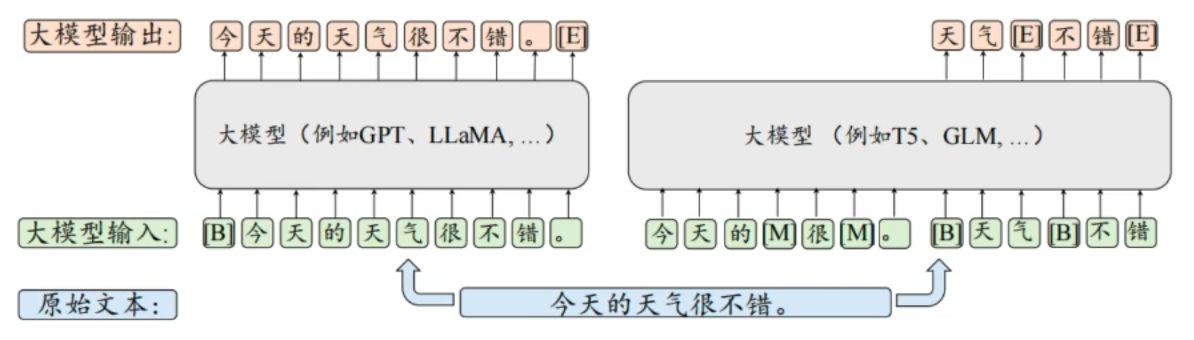 大模型输出: 今 天 的 天 气 很 不 错 。 [E] 天 气 [E] 不 错 [E]
大模型（例如GPT、LLaMA, …） 大模型 （例如T5、GLM, …）
大模型输入: [B] 今 天 的 天 气 很 不 错 。 今 天 的 [M] 很 [M] 。 [B] 天 气 [B] 不 错
原始文本： 今天的天气很不错。